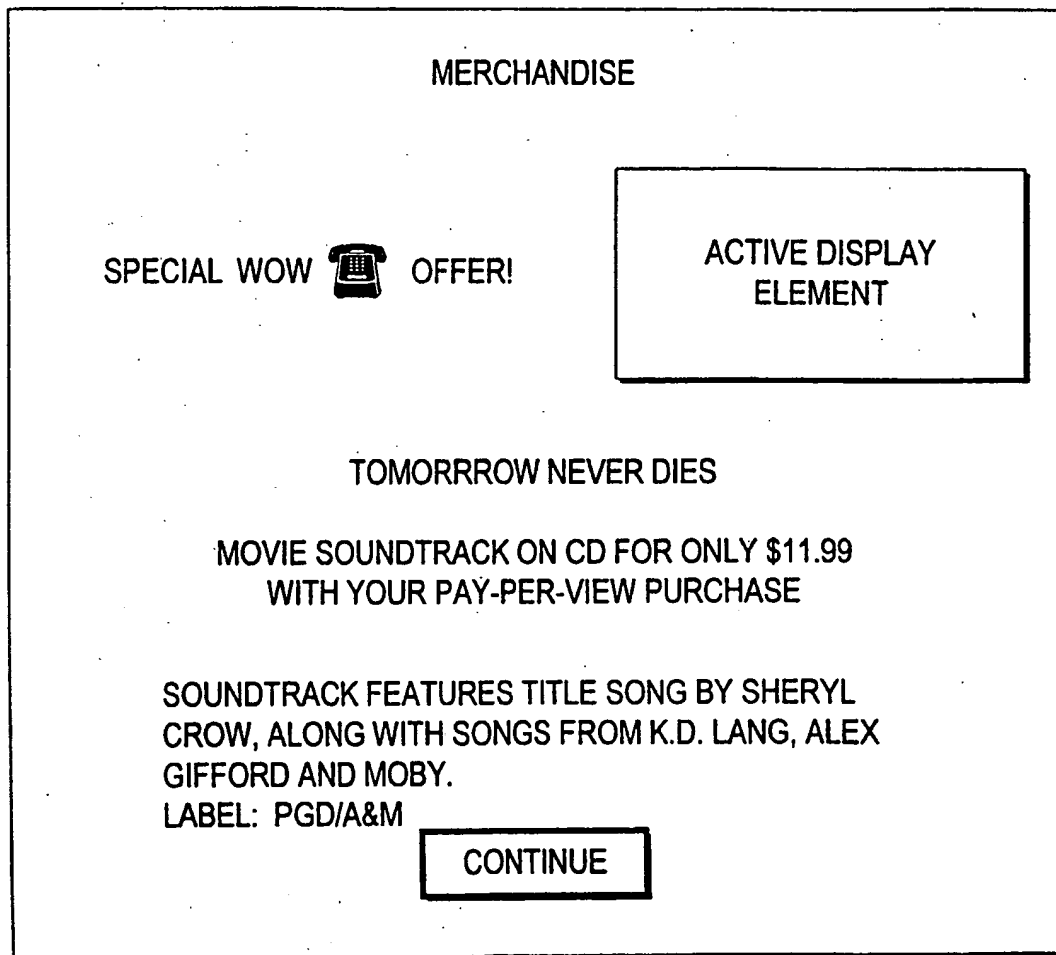 MERCHANDISE
SPECIAL WOW OFFER!
ACTIVE DISPLAY
ELEMENT
TOMORRROW NEVER DIES
MOVIE SOUNDTRACK ON CD FOR ONLY $11.99
WITH YOUR PAY-PER-VIEW PURCHASE
SOUNDTRACK FEATURES TITLE SONG BY SHERYL
CROW, ALONG WITH SONGS FROM K.D. LANG, ALEX
GIFFORD AND MOBY.
LABEL: PGD/A&M
CONTINUE